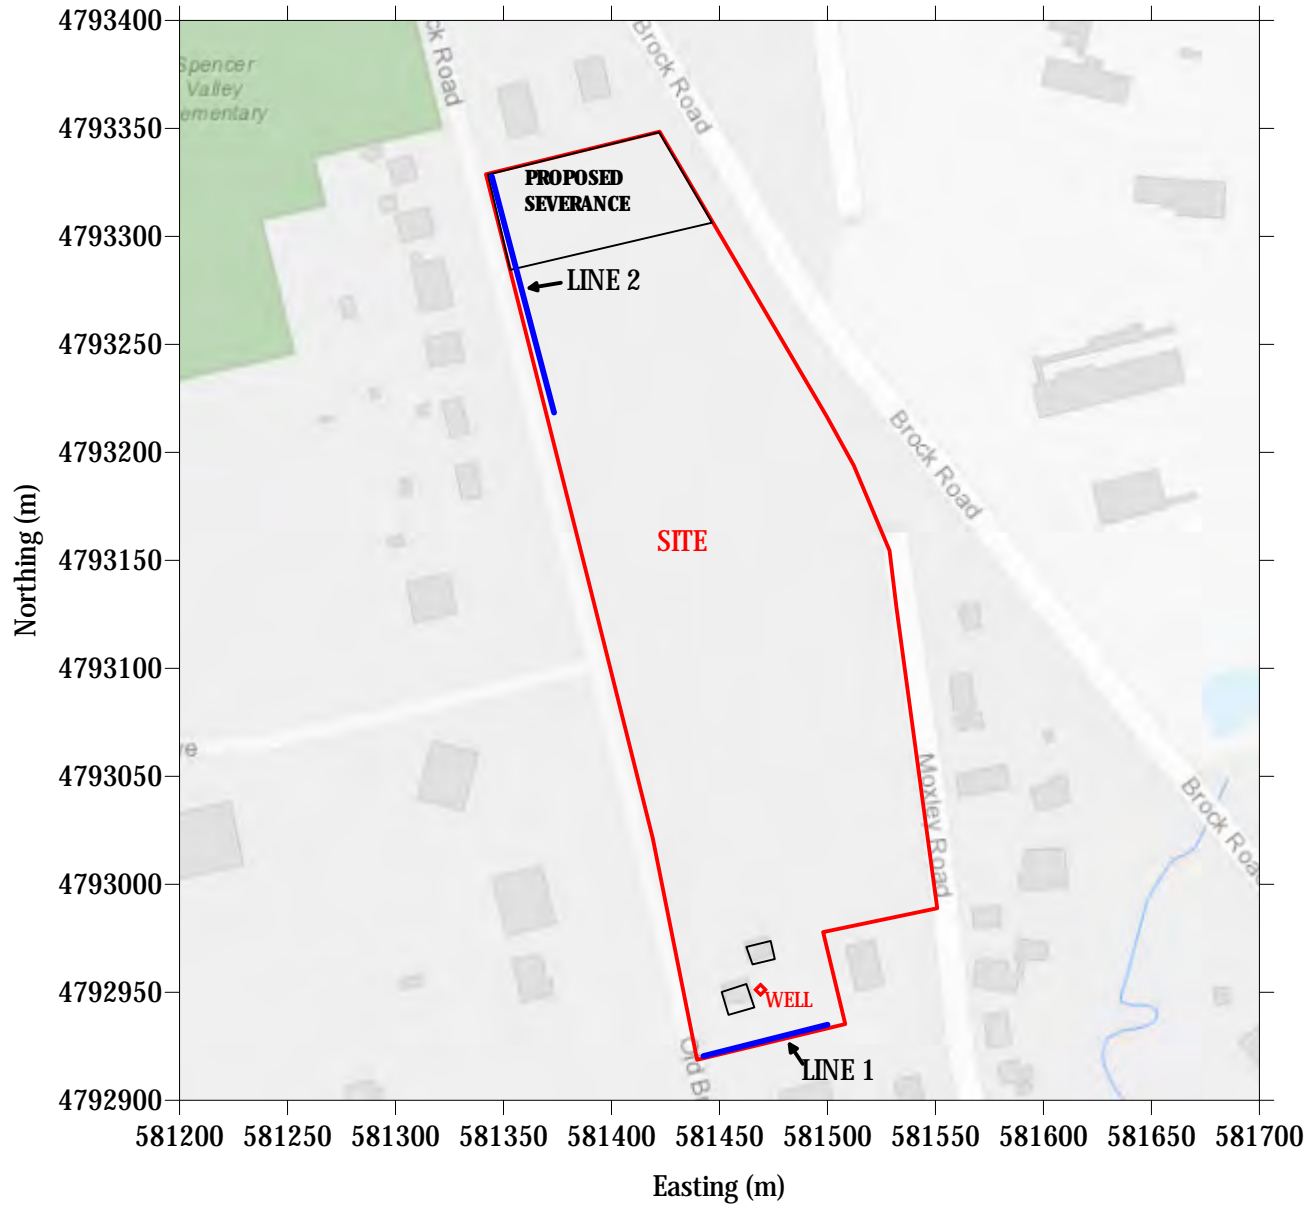 4793400
4793350
4793300
4793250
4793200
4793150
4793100
4793050
4793000
4792950
4792900
Northing (m)
581200 581250 581300 581350 581400 581450 581500 581550 581600 581650 581700
Easting (m)
Spencer
Valley
ementary
ck Road
Brock Road
PROPOSED
SEVERANCE
LINE 2
Brock Road
SITE
Moxley Road
Brock Roa
ve
WELL
LINE 1
Old B